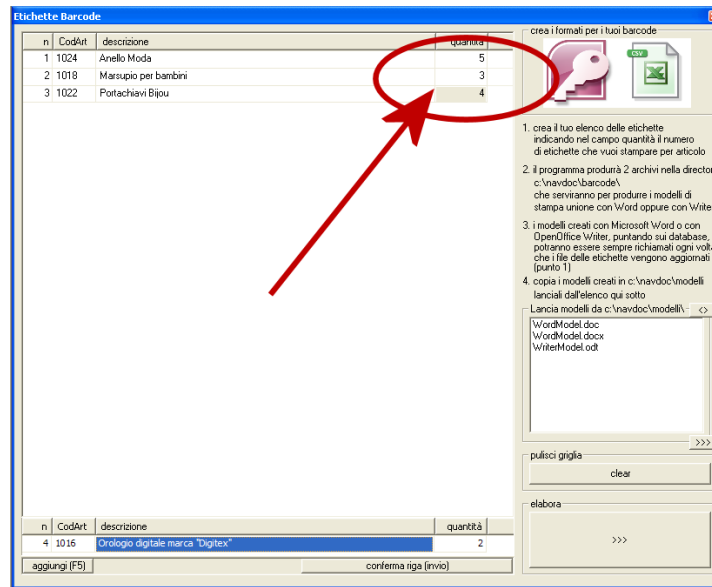 Etichette Barcode
n CodArt descrizione quantità
1 1024 Anello Moda 5
2 1018 Marsupio per bambini 3
3 1022 Portachiavi Bijou 4
crea i formati per i tuoi barcode
CSV
1. crea il tuo elenco delle etichette
indicando nel campo quantità il numero
di etichette che vuoi stampare per articolo
2. il programma produrrà 2 archivi nella director
c:\navdoc\barcode\
che serviranno per produrre i modelli di
stampa unione con Word oppure con Write
3. i modelli creati con Microsoft Word o con
OpenOffice Writer, puntando sui database,
potranno essere sempre richiamati ogni volt
che i file delle etichette vengono aggiornati
(punto 1)
4. copia i modelli creati in c:\navdoc\modelli
lanciali dall'elenco qui sotto
Lancia modelli da c:\navdoc\modelli\ <>
WordModel.doc
WordModel.docx
WriterModel.odt
>>>
pulisci griglia
clear
elabora
>>>
n CodArt descrizione quantità
4 1016 Orologio digitale marca "Digitex" 2
aggiungi (F5) conferma riga (invio)